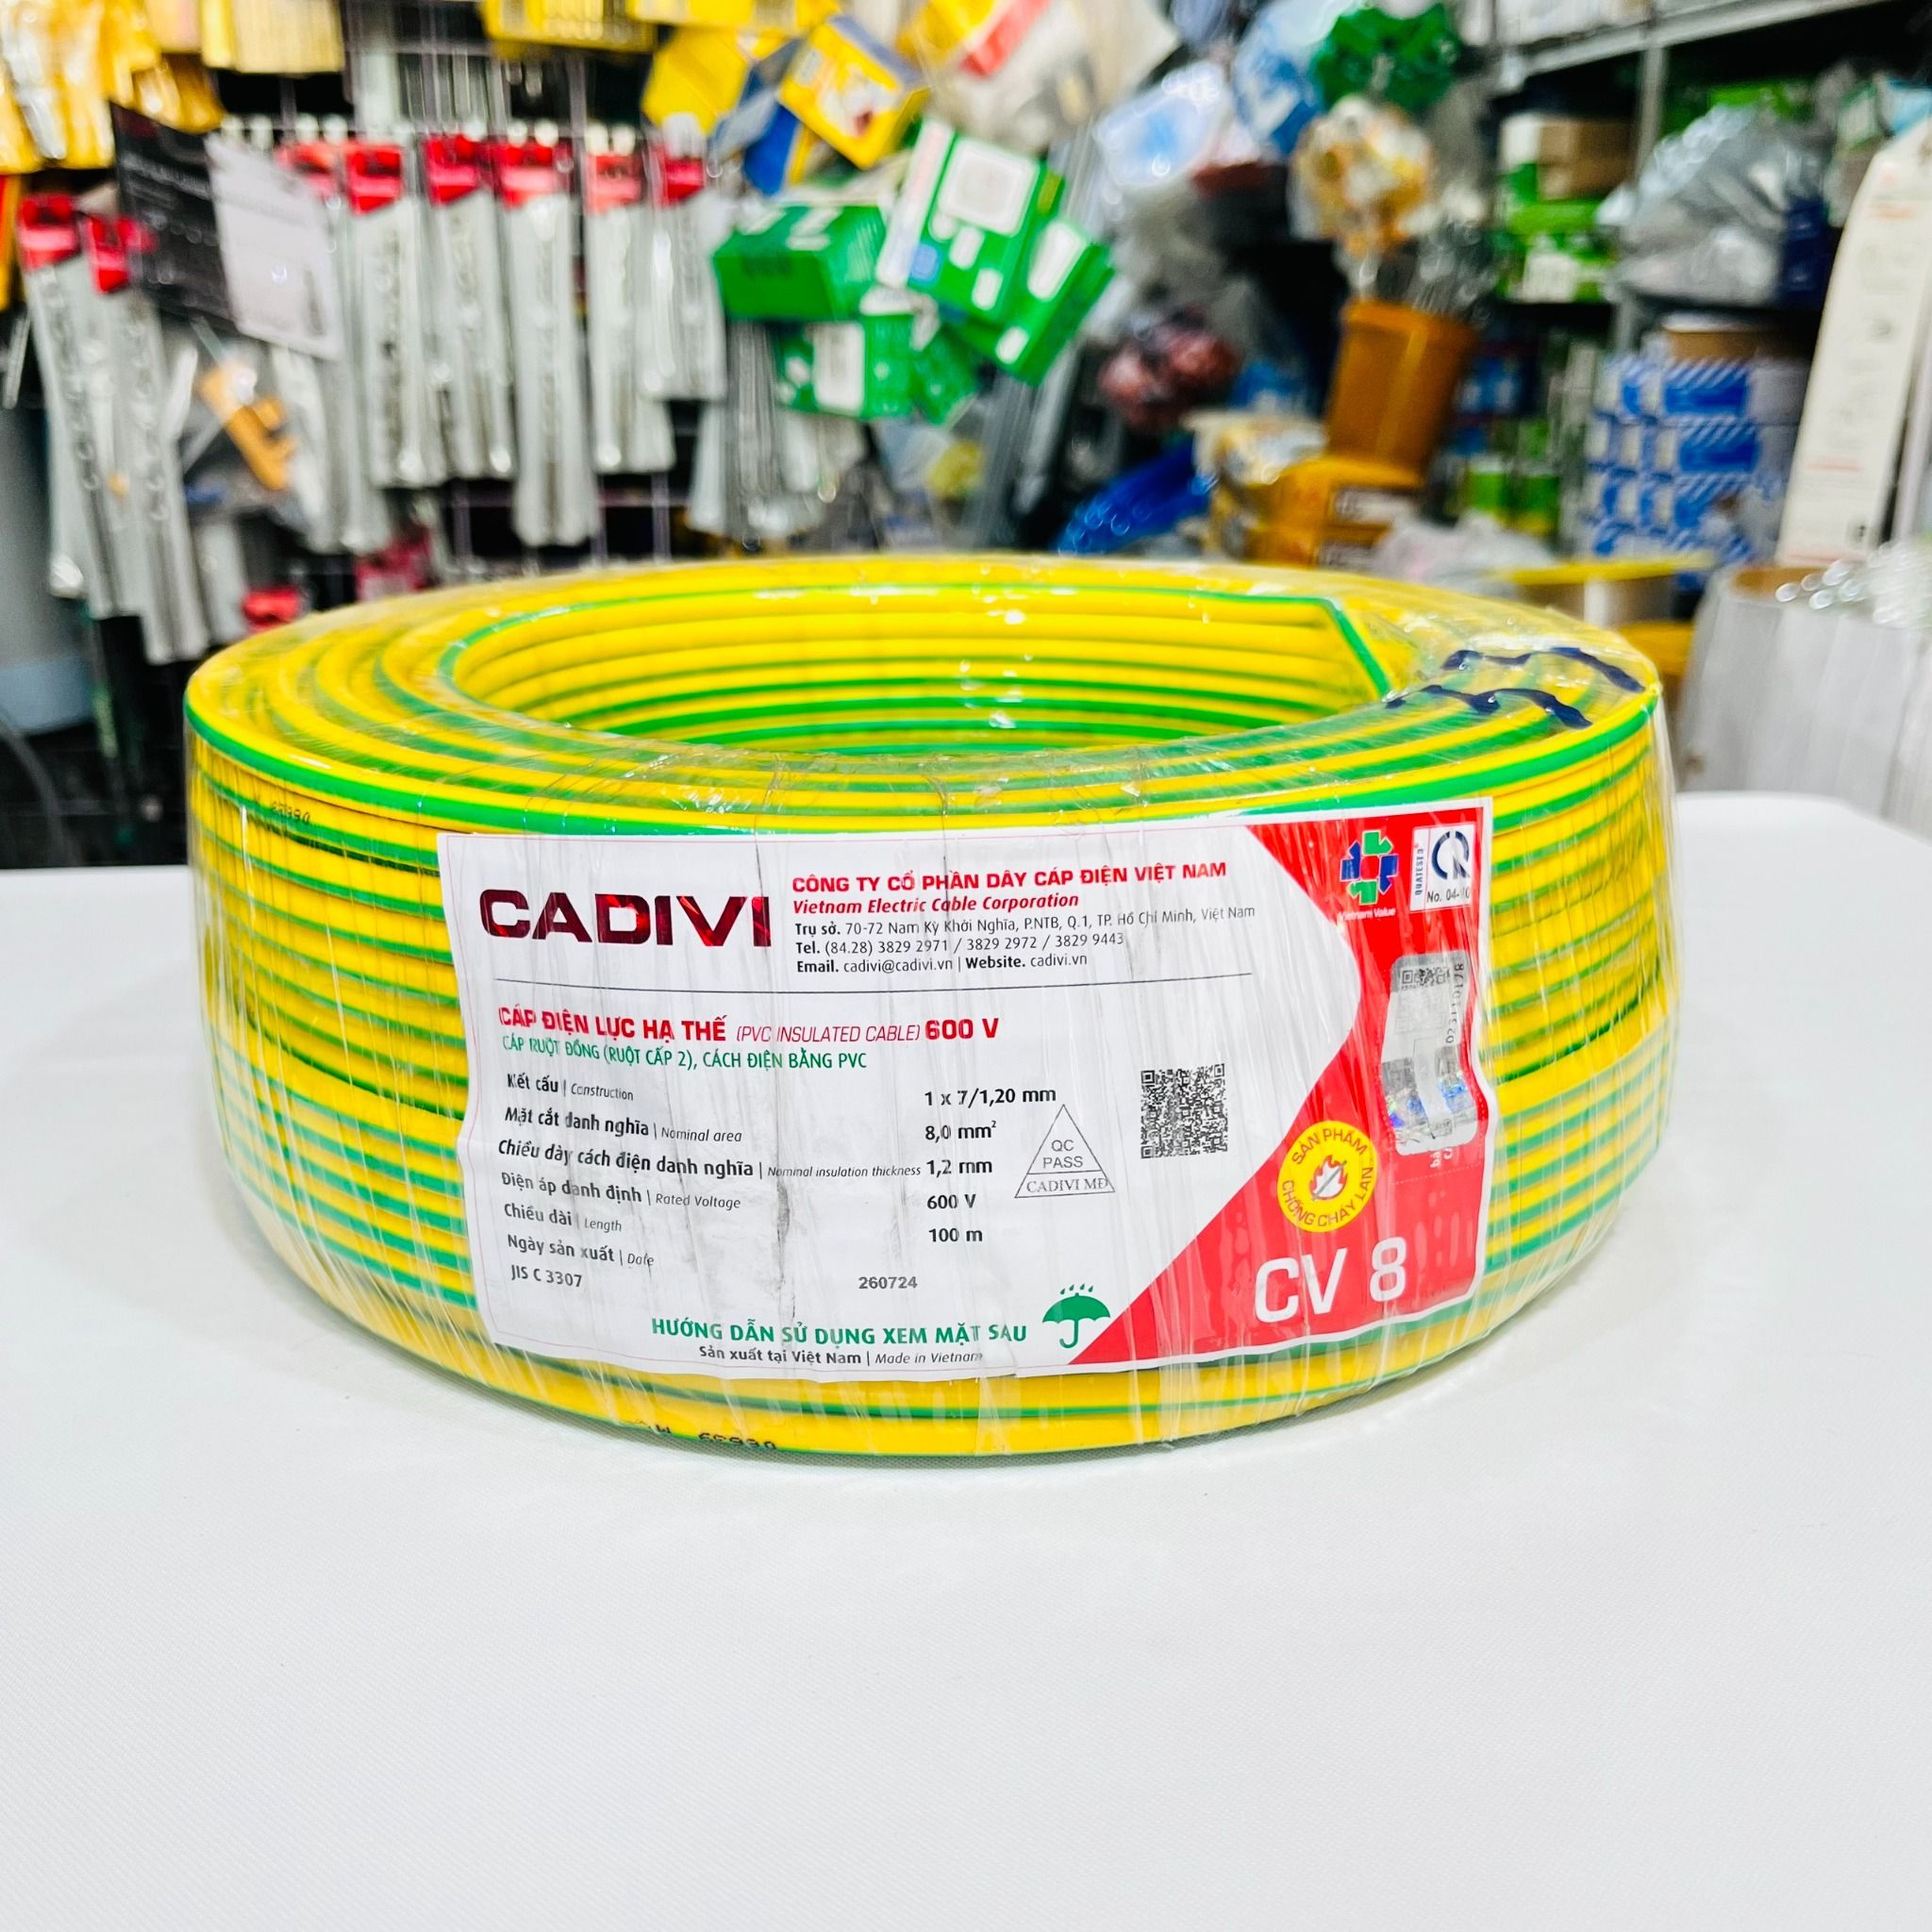 CADIVI
CÔNG TY CỔ PHẦN DÂY CÁP ĐIỆN VIỆT NAM
Vietnam Electric Cable Corporation
Trụ sở. 70-72 Nam Kỳ Khởi Nghĩa, P.NTB, Q.1, TP. Hồ Chí Minh, Việt Nam
Tel. (84.28) 3829 2971 / 3829 2972 / 3829 9443
Email. cadivi@cadivi.vn | Website. cadivi.vn
Vietnam Value
QUATEST 3
CÁP ĐIỆN LỰC HẠ THẾ (PVC INSULATED CABLE) 600 V
CÁP RUỘT ĐỒNG (RUỘT CẤP 2), CÁCH ĐIỆN BẰNG PVC
Kết cấu | Construction 1 x 7/1,20 mm
Mặt cắt danh nghĩa | Nominal area 8,0 mm²
Chiều dày cách điện danh nghĩa | Nominal insulation thickness 1,2 mm
Điện áp danh định | Rated Voltage 600 V
Chiều dài | Length 100 m
Ngày sản xuất | Date
JIS C 3307
260724
QC
PASS
CADIVI MĐ
SẢN PHẨM
CHỐNG CHÁY LAN
CV 8
HƯỚNG DẪN SỬ DỤNG XEM MẶT SAU
Sản xuất tại Việt Nam | Made in Vietnam